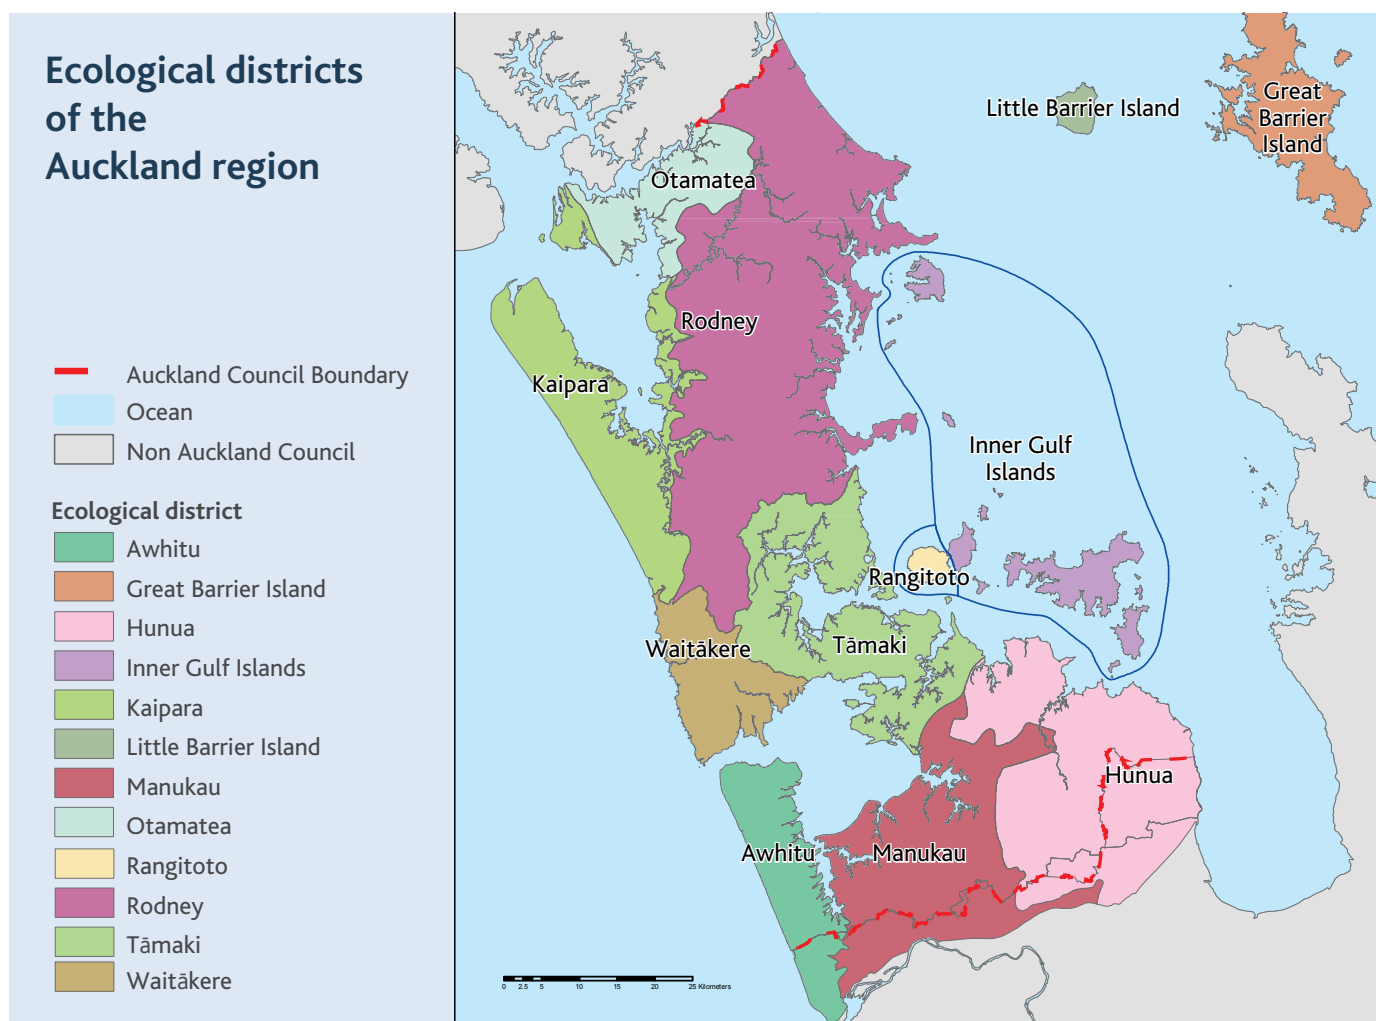 Ecological districts
of the
Auckland region
Auckland Council Boundary
Ocean
Non Auckland Council
Ecological district
Awhitu
Great Barrier Island
Hunua
Inner Gulf Islands
Kaipara
Little Barrier Island
Manukau
Otamatea
Rangitoto
Rodney
Tāmaki
Waitākere
Little Barrier Island
Great
Barrier
Island
Otamatea
Rodney
Kaipara
Inner Gulf
Islands
Rangitoto
Waitākere
Tāmaki
Hunua
Awhitu
Manukau
0 2.5 5 10 15 20 25 Kilometers